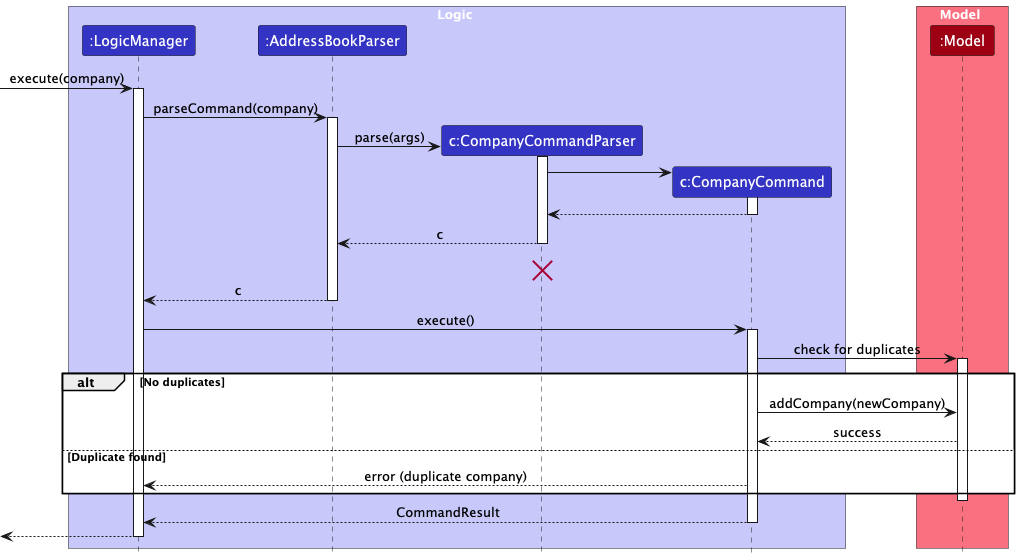 Logic
Model
:LogicManager
:AddressBookParser
:Model
execute(company)
parseCommand(company)
parse(args)
c:CompanyCommandParser
c:CompanyCommand
c
c
execute()
check for duplicates
alt
[No duplicates]
addCompany(newCompany)
success
[Duplicate found]
error (duplicate company)
CommandResult